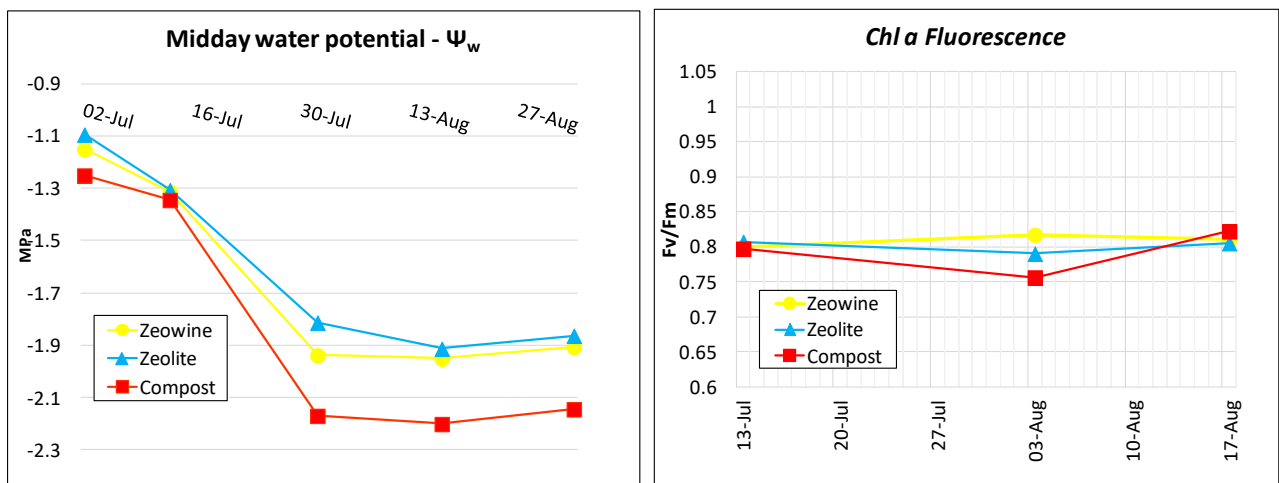 Midday water potential - Ψw
-0.9
-1.1
-1.3
-1.5
-1.7
-1.9
-2.1
-2.3
MPa
02-Jul
16-Jul
30-Jul
13-Aug
27-Aug
Zeowine
Zeolite
Compost
Chl a Fluorescence
1.05
1
0.95
0.9
0.85
0.8
0.75
0.7
0.65
0.6
Fv/Fm
Zeowine
Zeolite
Compost
13-Jul
20-Jul
27-Jul
03-Aug
10-Aug
17-Aug